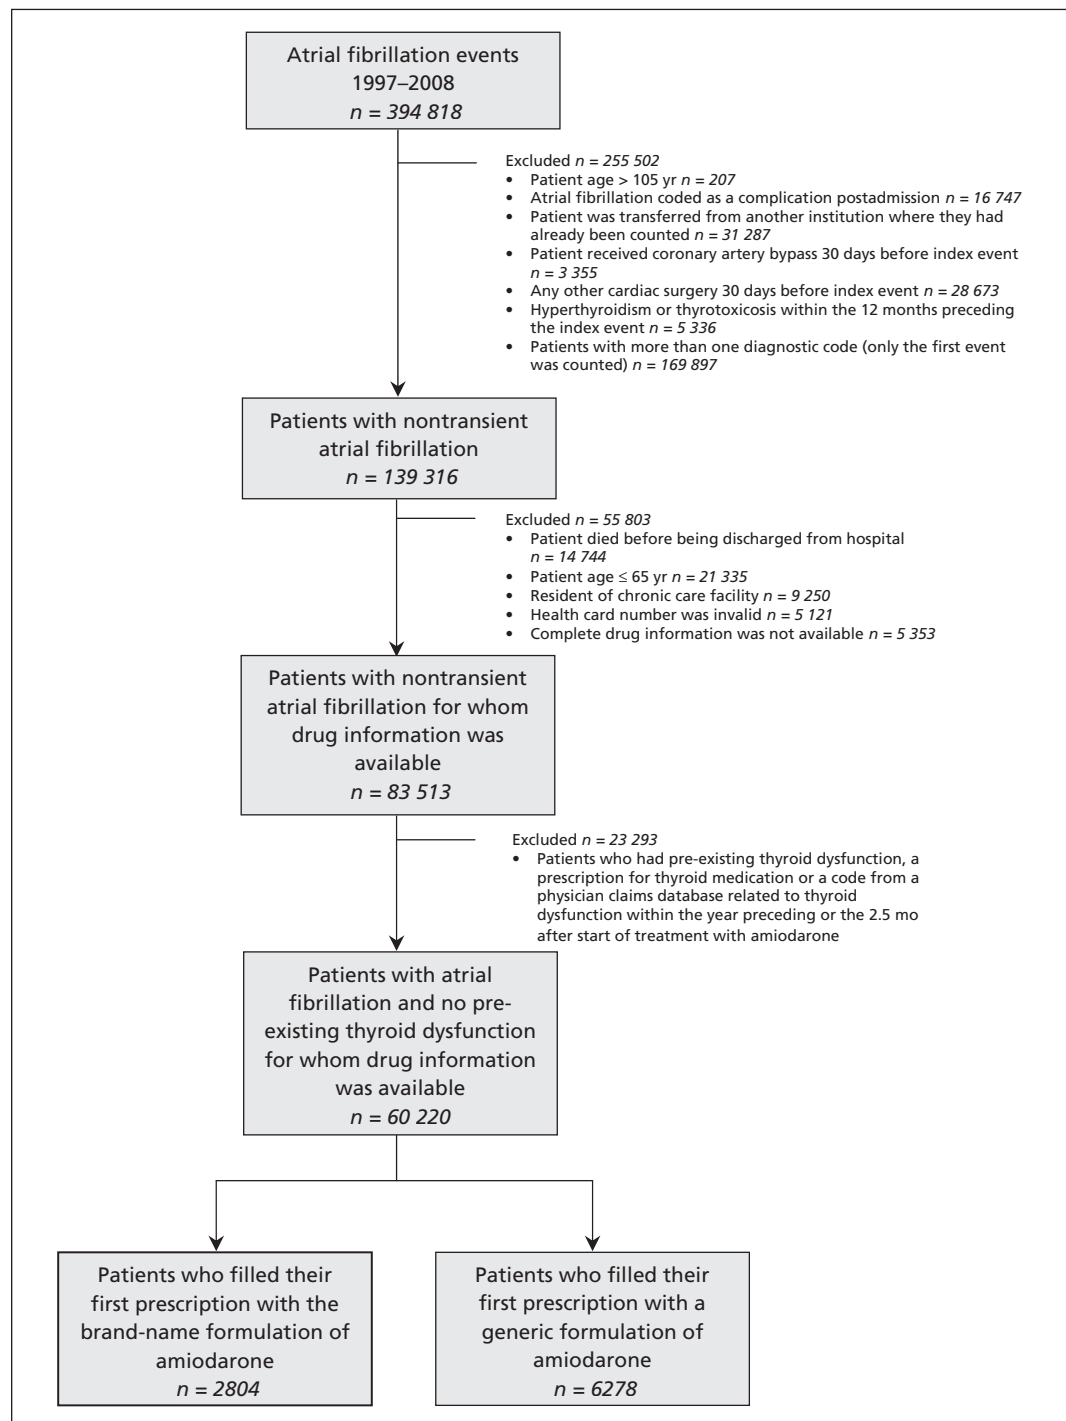 Atrial fibrillation events
1997–2008
n = 394 818
Excluded n = 255 502
• Patient age > 105 yr n = 207
• Atrial fibrillation coded as a complication postadmission n = 16 747
• Patient was transferred from another institution where they had
already been counted n = 31 287
• Patient received coronary artery bypass 30 days before index event
n = 3 355
• Any other cardiac surgery 30 days before index event n = 28 673
• Hyperthyroidism or thyrotoxicosis within the 12 months preceding
the index event n = 5 336
• Patients with more than one diagnostic code (only the first event
was counted) n = 169 897
Patients with nontransient
atrial fibrillation
n = 139 316
Excluded n = 55 803
• Patient died before being discharged from hospital
n = 14 744
• Patient age ≤ 65 yr n = 21 335
• Resident of chronic care facility n = 9 250
• Health card number was invalid n = 5 121
• Complete drug information was not available n = 5 353
Patients with nontransient
atrial fibrillation for whom
drug information was
available
n = 83 513
Excluded n = 23 293
• Patients who had pre-existing thyroid dysfunction, a
prescription for thyroid medication or a code from a
physician claims database related to thyroid
dysfunction within the year preceding or the 2.5 mo
after start of treatment with amiodarone
Patients with atrial
fibrillation and no pre-
existing thyroid dysfunction
for whom drug information
was available
n = 60 220
Patients who filled their
first prescription with the
brand-name formulation of
amiodarone
n = 2804
Patients who filled their
first prescription with a
generic formulation of
amiodarone
n = 6278